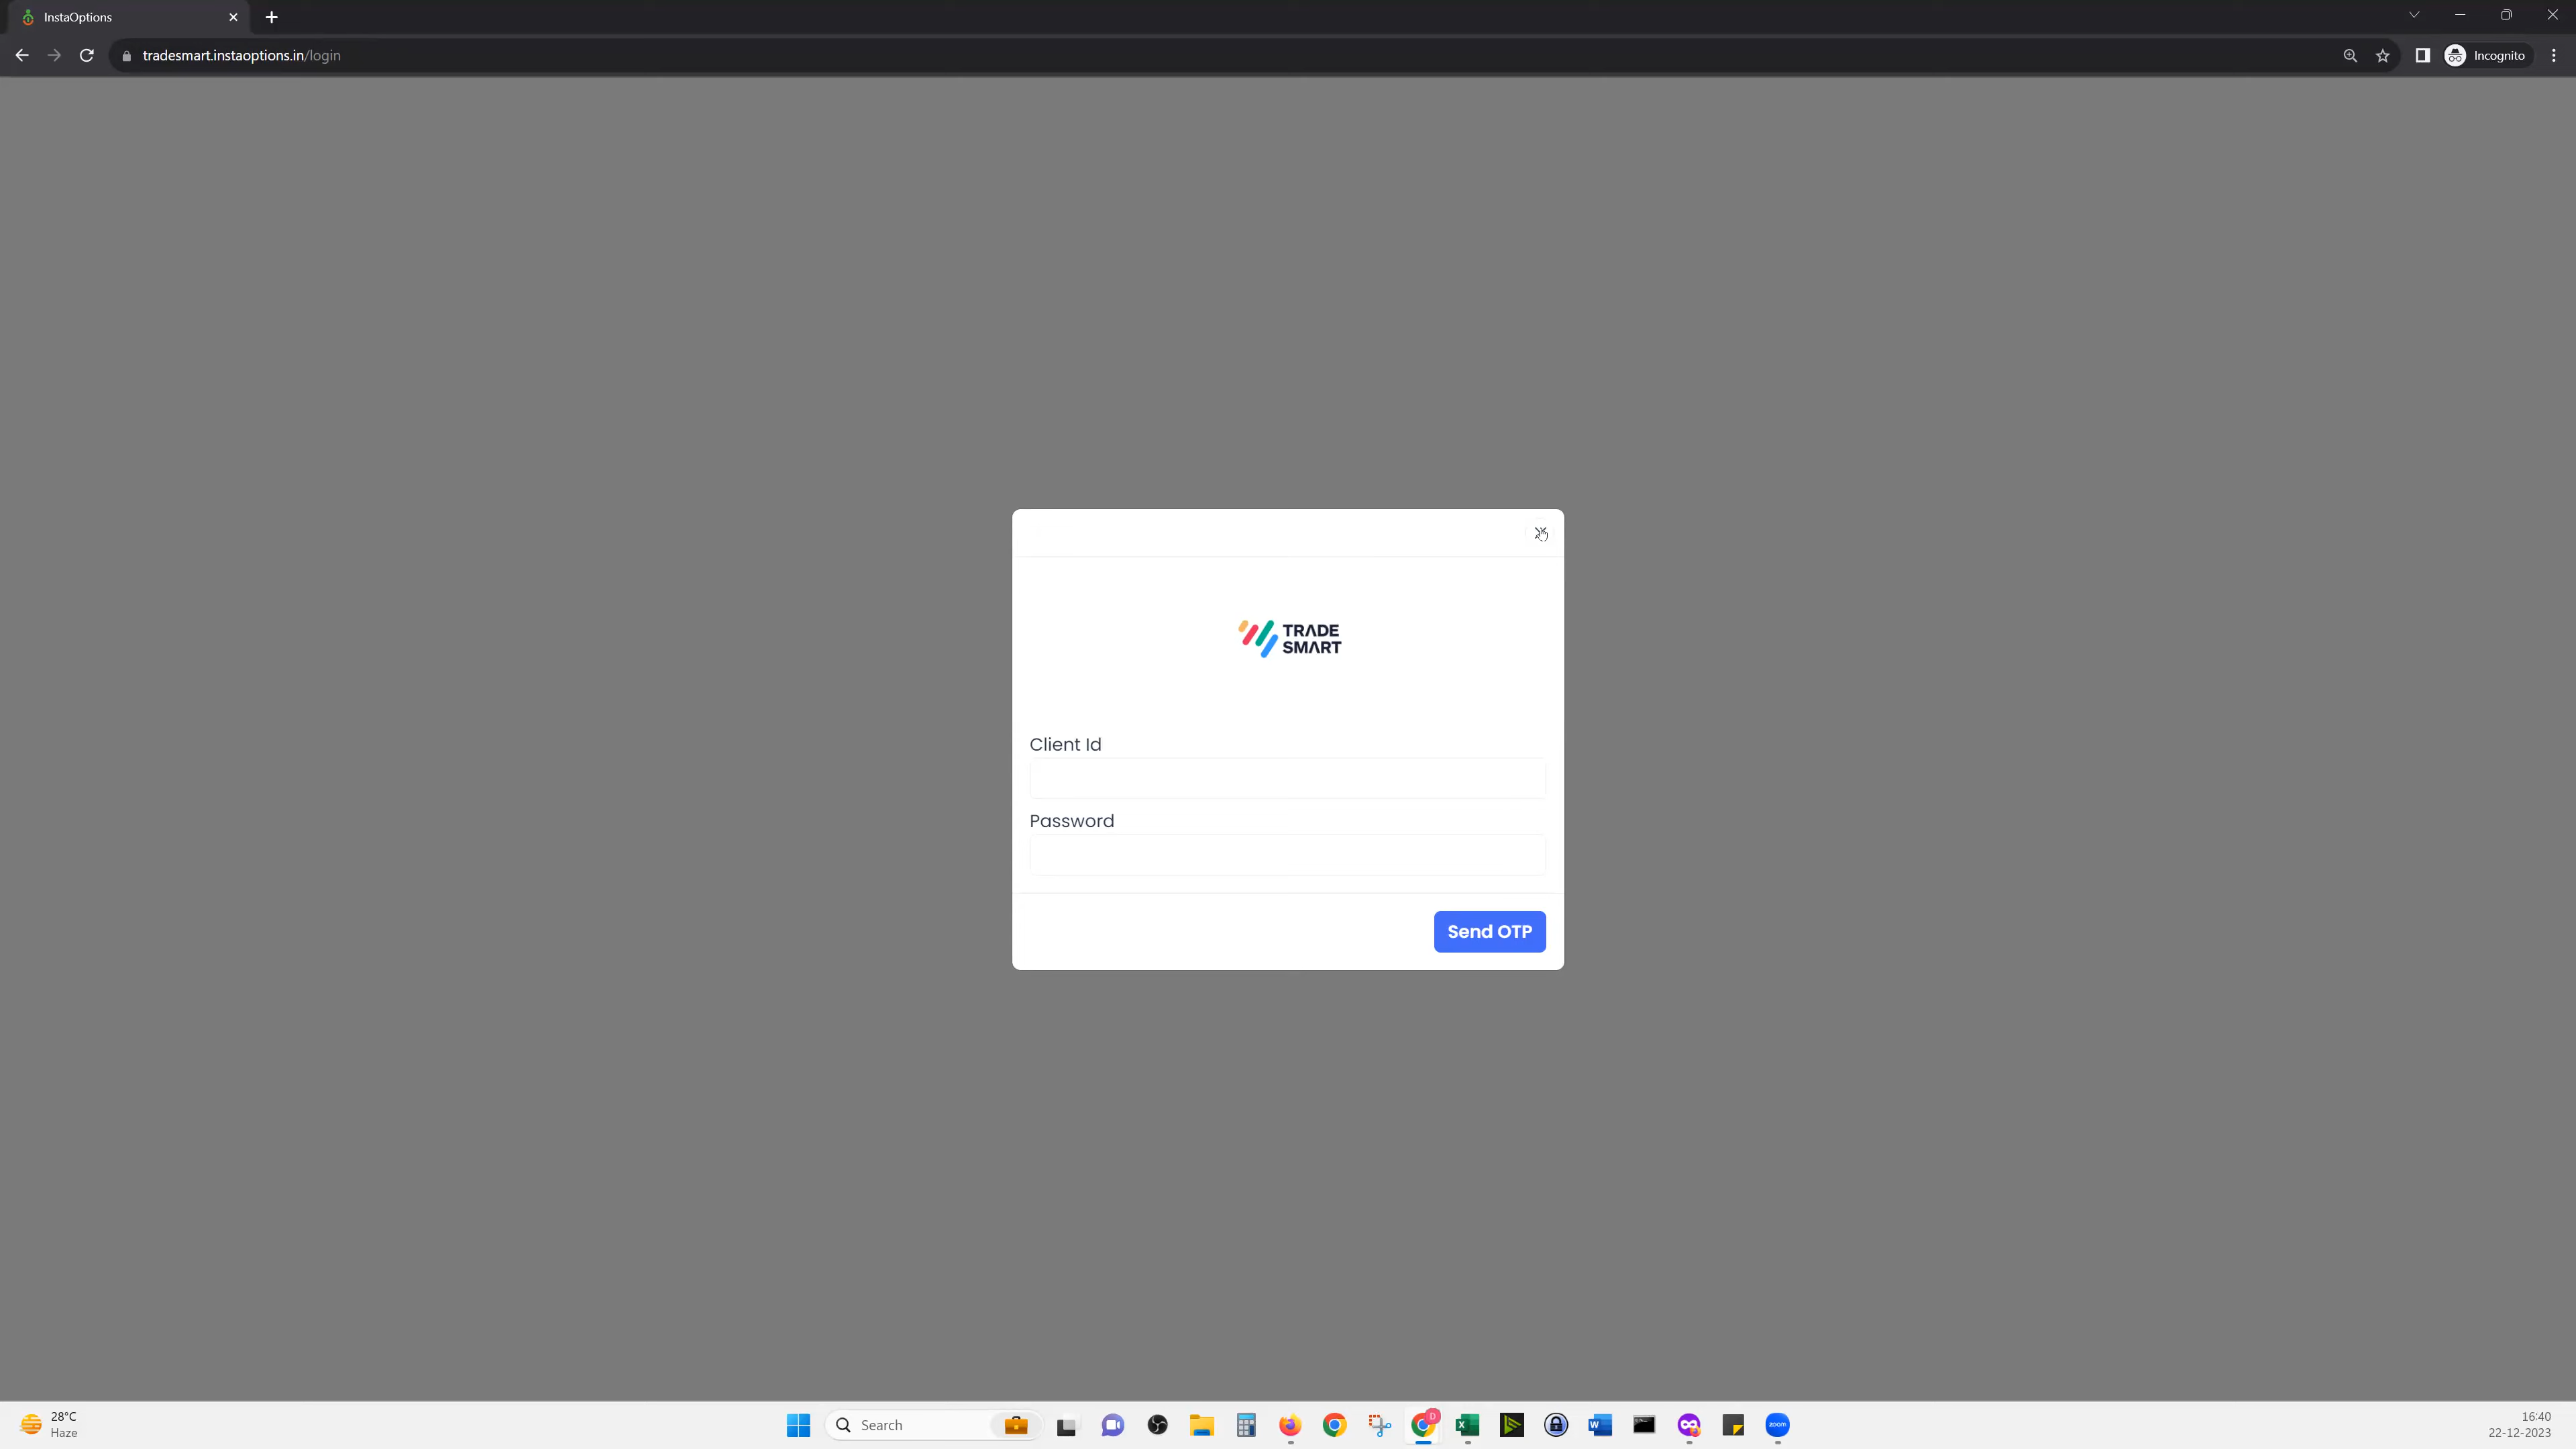 InstaOptions
tradesmart.instaoptions.in/login
Incognito
TRADE
SMART
Client Id
Password
Send OTP
28°C
Haze
Search
D
zoom
16:40
22-12-2023